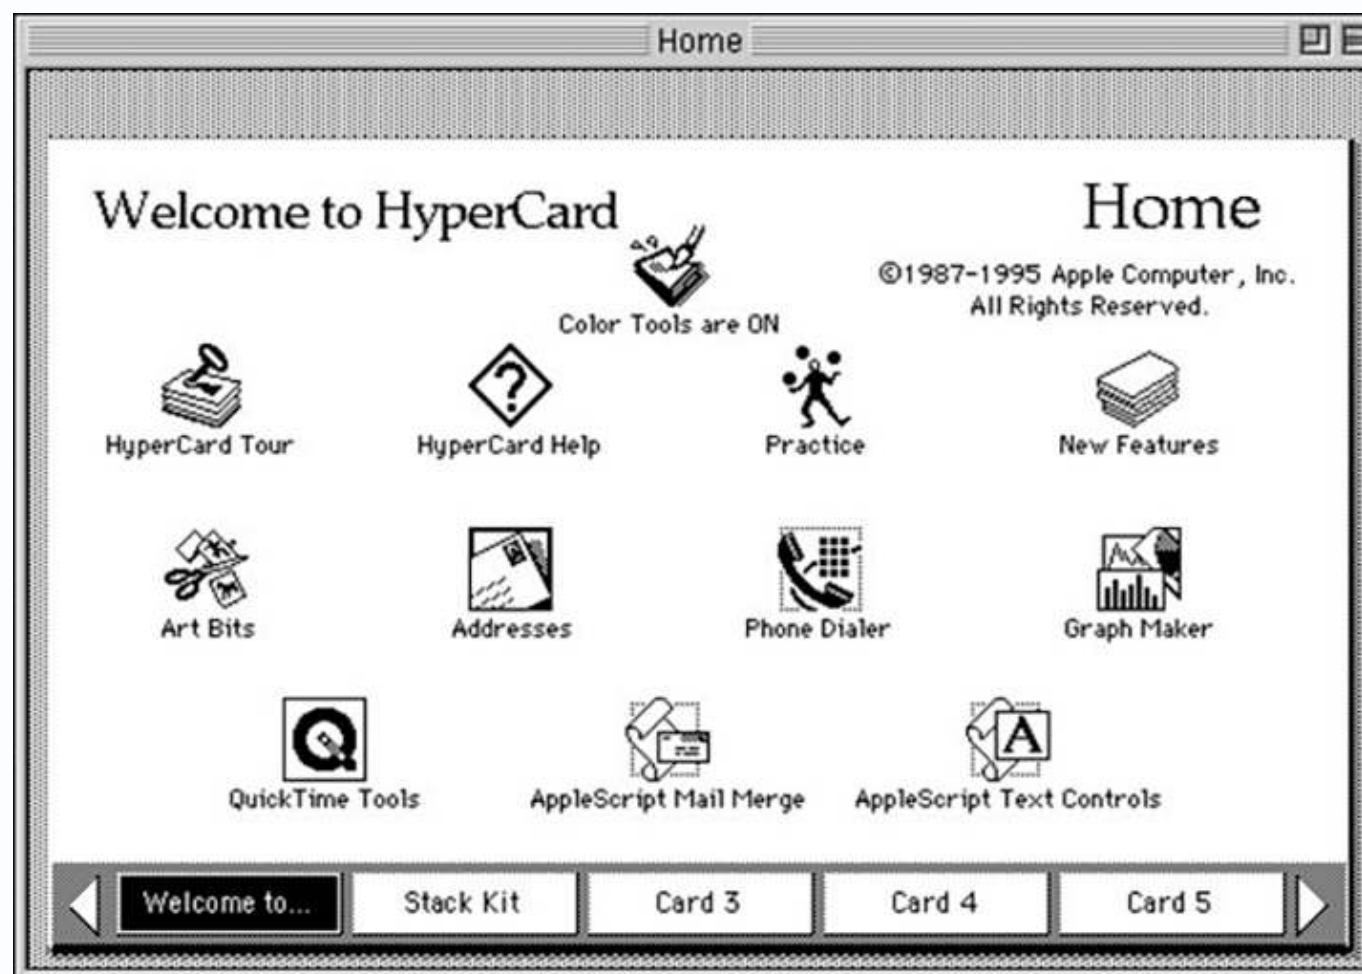 Home
Welcome to HyperCard
Home
©1987-1995 Apple Computer, Inc.
All Rights Reserved.
Color Tools are ON
HyperCard Tour
HyperCard Help
Practice
New Features
Art Bits
Addresses
Phone Dialer
Graph Maker
QuickTime Tools
AppleScript Mail Merge
AppleScript Text Controls
Welcome to...
Stack Kit
Card 3
Card 4
Card 5